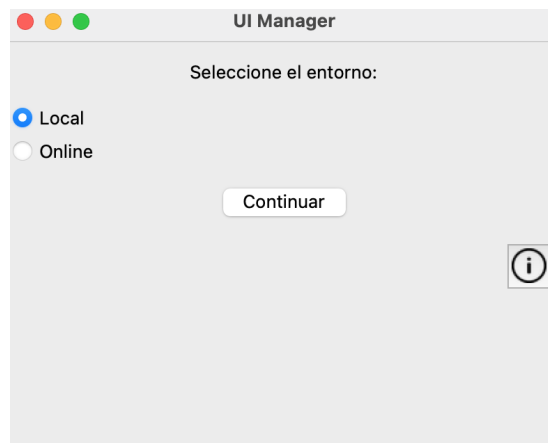 UI Manager
Seleccione el entorno:
Local
Online
Continuar